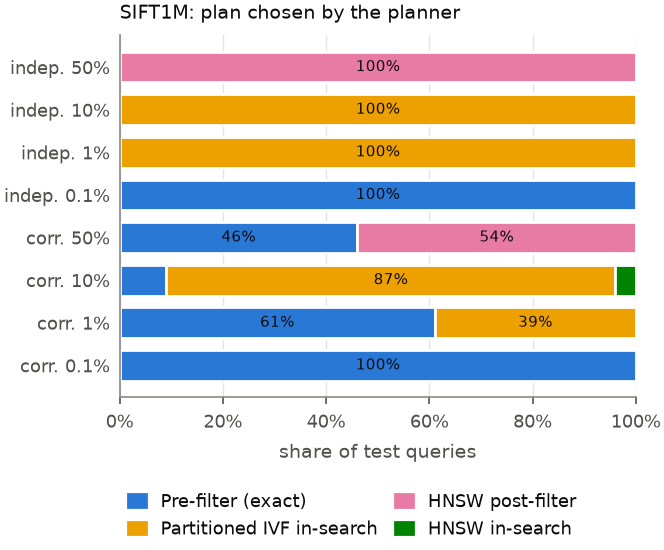 SIFT1M: plan chosen by the planner
indep. 50%
100%
indep. 10%
100%
indep. 1%
100%
indep. 0.1%
100%
corr. 50%
46%
54%
corr. 10%
87%
corr. 1%
61%
39%
corr. 0.1%
100%
0%
20%
40%
60%
80%
100%
share of test queries
Pre-filter (exact)
HNSW post-filter
Partitioned IVF in-search
HNSW in-search